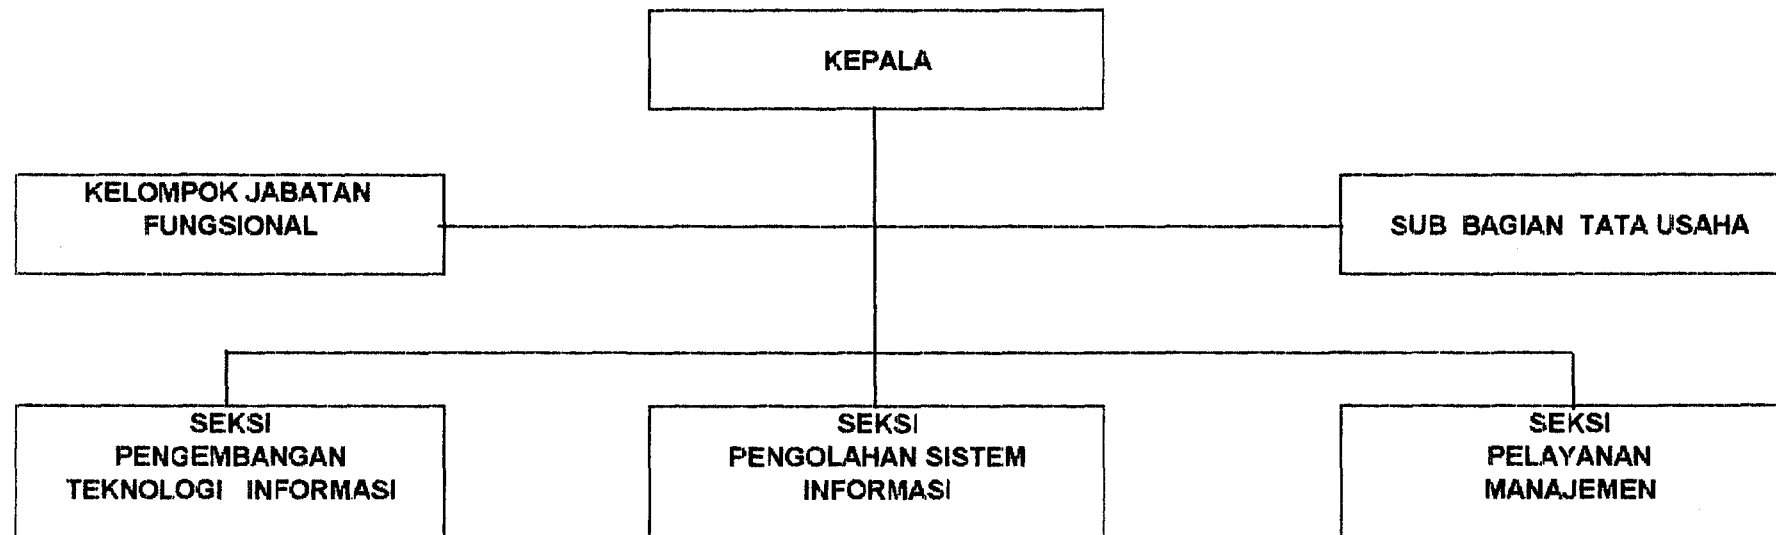 KEPALA
KELOMPOK JABATAN
FUNGSIONAL
SUB BAGIAN TATA USAHA
SEKSI
PENGEMBANGAN
TEKNOLOGI INFORMASI
SEKSI
PENGOLAHAN SISTEM
INFORMASI
SEKSI
PELAYANAN
MANAJEMEN